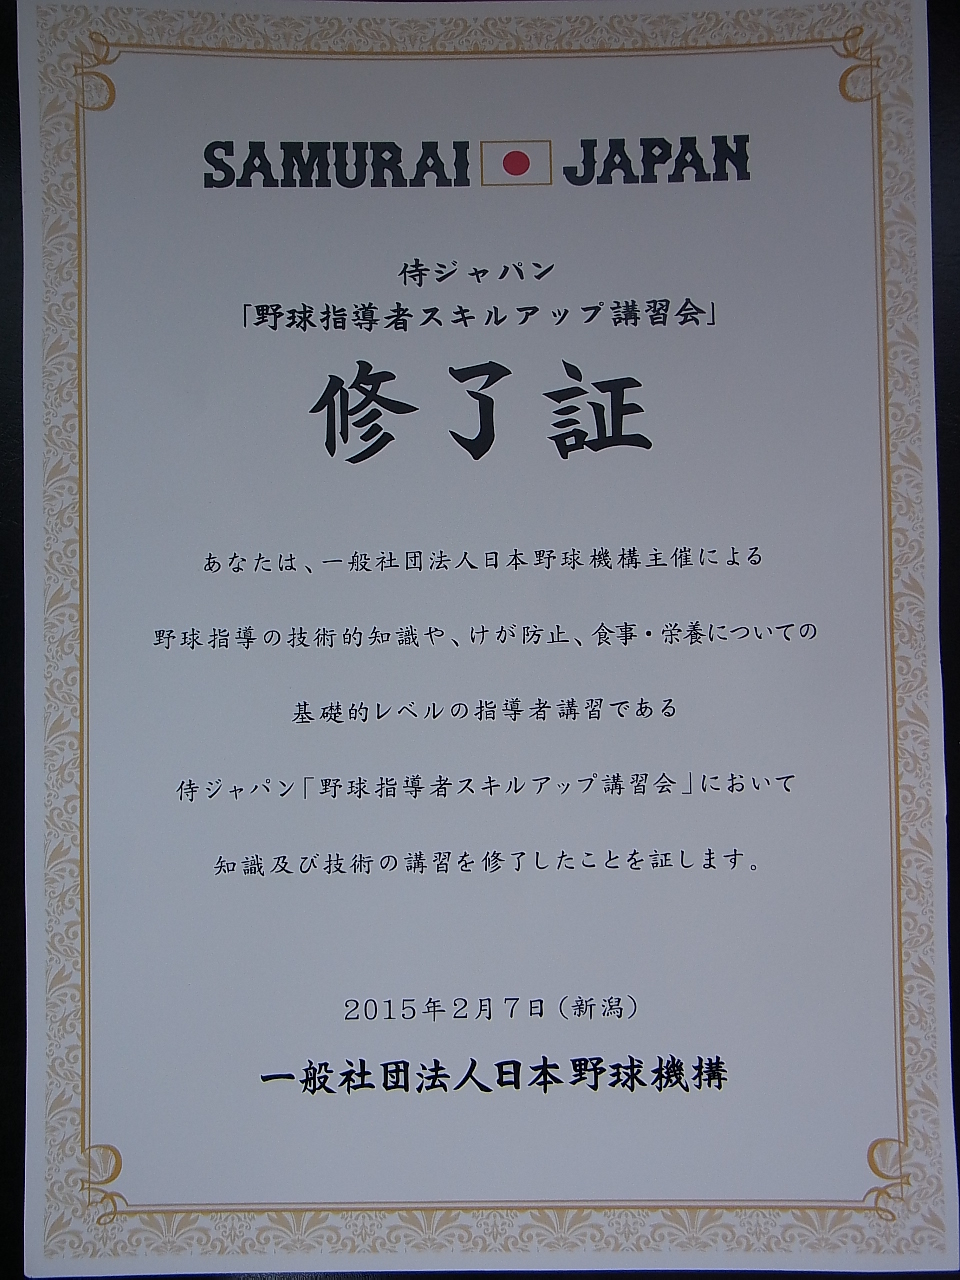 SAMURAI JAPAN
侍ジャパン
「野球指導者スキルアップ講習会」
修了証
あなたは、一般社団法人日本野球機構主催による
野球指導の技術的知識や、けが防止、食事・栄養についての
基礎的レベルの指導者講習である
侍ジャパン「野球指導者スキルアップ講習会」において
知識及び技術の講習を修了したことを証します。
2015年2月7日（新潟）
一般社団法人日本野球機構